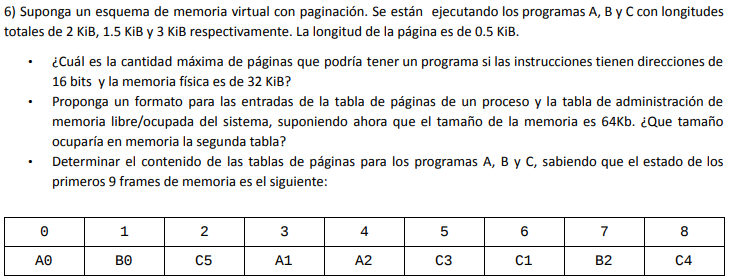 6) Suponga un esquema de memoria virtual con paginación. Se están ejecutando los programas A, B y C con longitudes
totales de 2 KiB, 1.5 KiB y 3 KiB respectivamente. La longitud de la página es de 0.5 KiB.
• ¿Cuál es la cantidad máxima de páginas que podría tener un programa si las instrucciones tienen direcciones de
16 bits y la memoria física es de 32 KiB?
• Proponga un formato para las entradas de la tabla de páginas de un proceso y la tabla de administración de
memoria libre/ocupada del sistema, suponiendo ahora que el tamaño de la memoria es 64Kb. ¿Que tamaño
ocuparía en memoria la segunda tabla?
• Determinar el contenido de las tablas de páginas para los programas A, B y C, sabiendo que el estado de los
primeros 9 frames de memoria es el siguiente:
0 1 2 3 4 5 6 7 8
A0 B0 C5 A1 A2 C3 C1 B2 C4